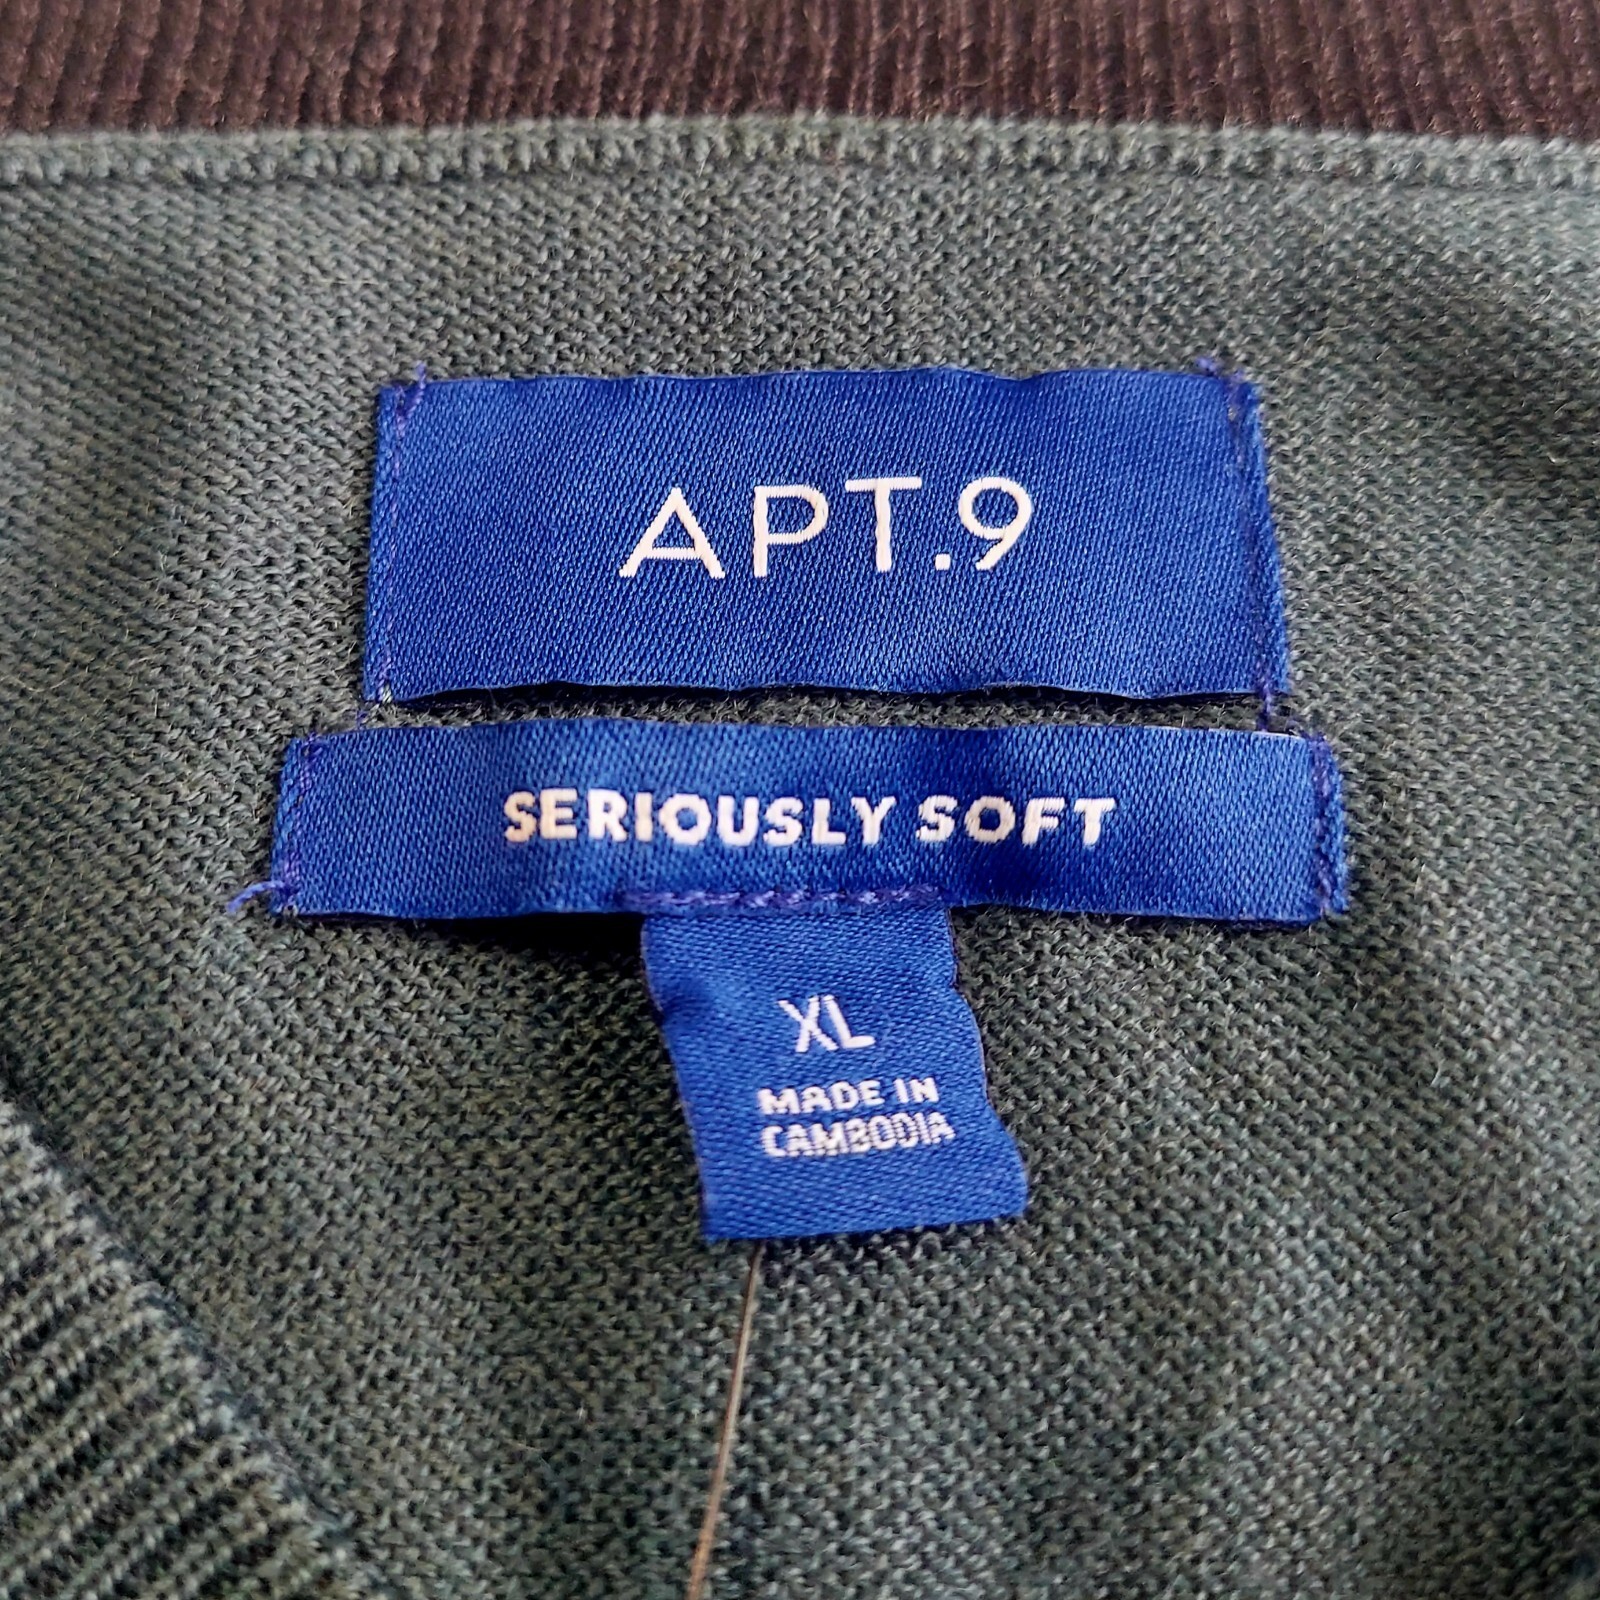 APT.9
SERIOUSLY SOFT
XL
MADE IN
CAMBODIA